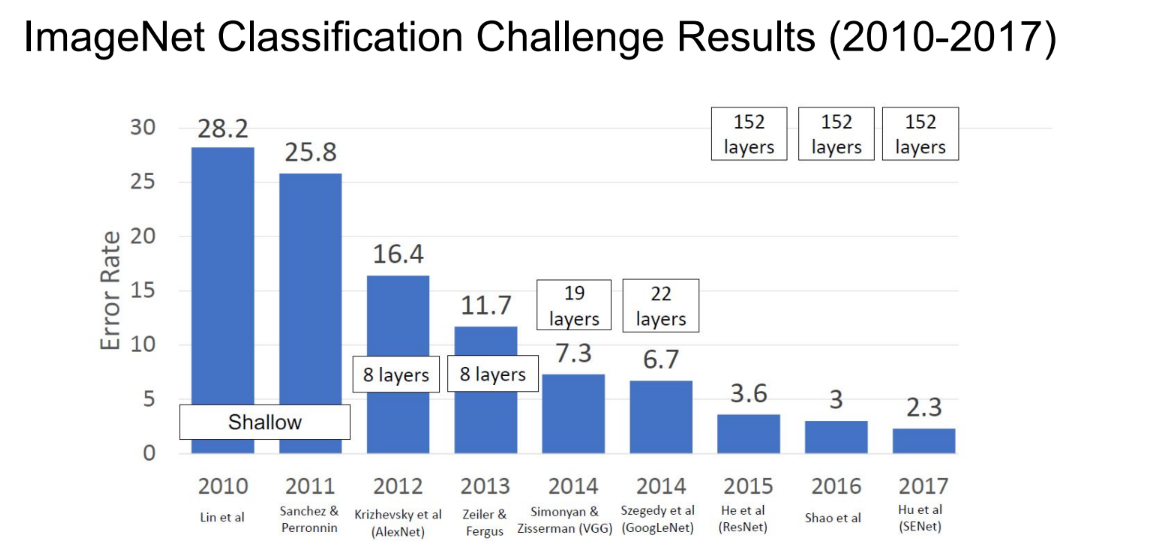 ImageNet Classification Challenge Results (2010-2017)
Error Rate
30
25
20
15
10
5
0
28.2
25.8
16.4
11.7
7.3
6.7
3.6
3
2.3
Shallow
8 layers
8 layers
19
layers
22
layers
152
layers
152
layers
152
layers
2010
Lin et al
2011
Sanchez &
Perronnin
2012
Krizhevsky et al
(AlexNet)
2013
Zeiler &
Fergus
2014
Simonyan &
Zisserman (VGG)
2014
Szegedy et al
(GoogLeNet)
2015
He et al
(ResNet)
2016
Shao et al
2017
Hu et al
(SENet)